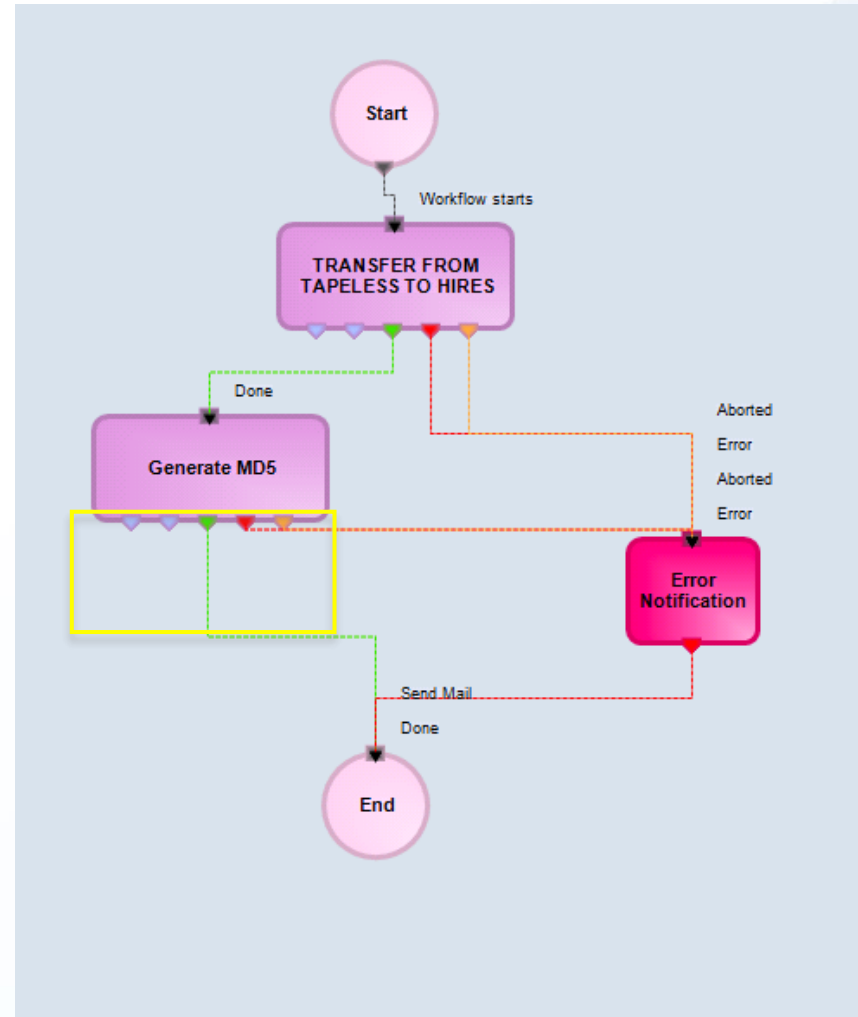 Start
Workflow starts
TRANSFER FROM
TAPELESS TO HIRES
Done
Aborted
Error
Aborted
Error
Generate MD5
Error
Notification
Send Mail
Done
End